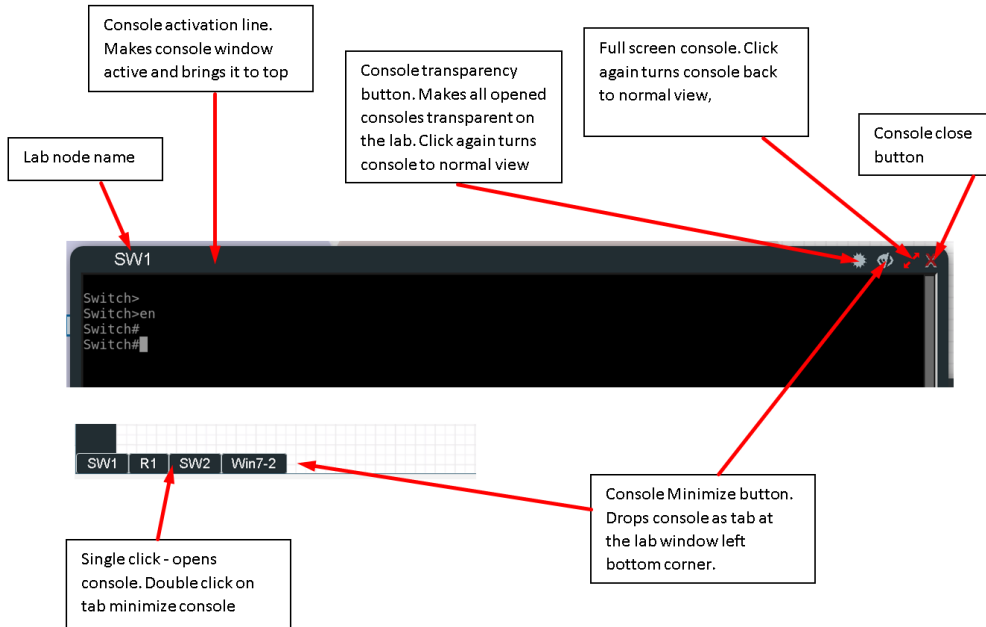 Console activation line.
Makes console window
active and brings it to top
Console transparency
button. Makes all opened
consoles transparent on
the lab. Click again turns
console to normal view
Full screen console. Click
again turns console back
to normal view,
Console close
button
Lab node name
SW1
Switch>
Switch>en
Switch#
Switch#
SW1 R1 SW2 Win7-2
Console Minimize button.
Drops console as tab at
the lab window left
bottom corner.
Single click - opens
console. Double click on
tab minimize console